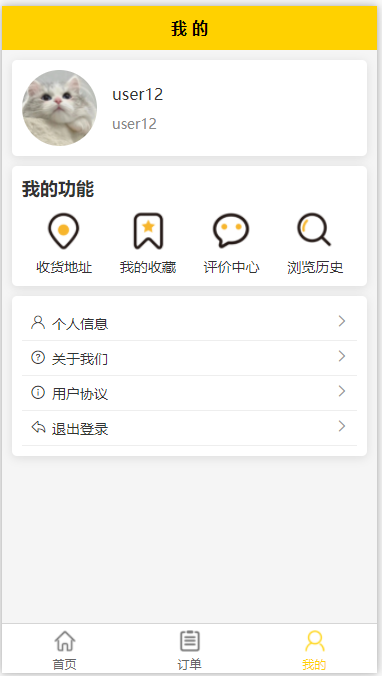 我 的
user12
user12
我的功能
收货地址 我的收藏 评价中心 浏览历史
个人信息
关于我们
用户协议
退出登录
首页 订单 我的